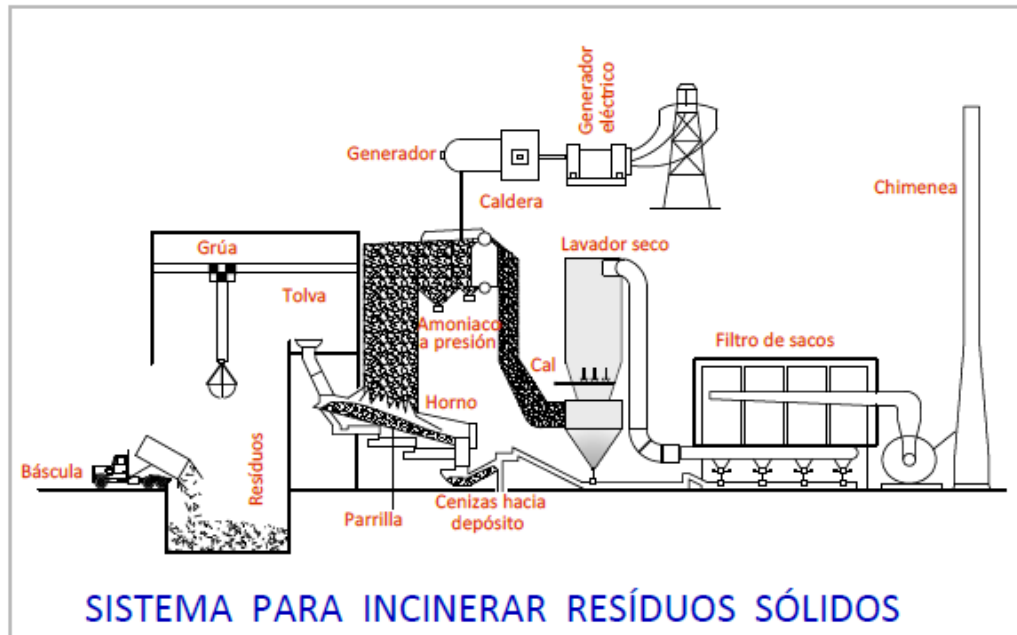 Generador
eléctrico
Generador
Caldera
Chimenea
Grúa
Lavador seco
Tolva
Amoniaco
a presión
Filtro de sacos
Cal
Horno
Báscula
Resíduos
Parrilla
Cenizas hacia
depósito
SISTEMA PARA INCINERAR RESÍDUOS SÓLIDOS